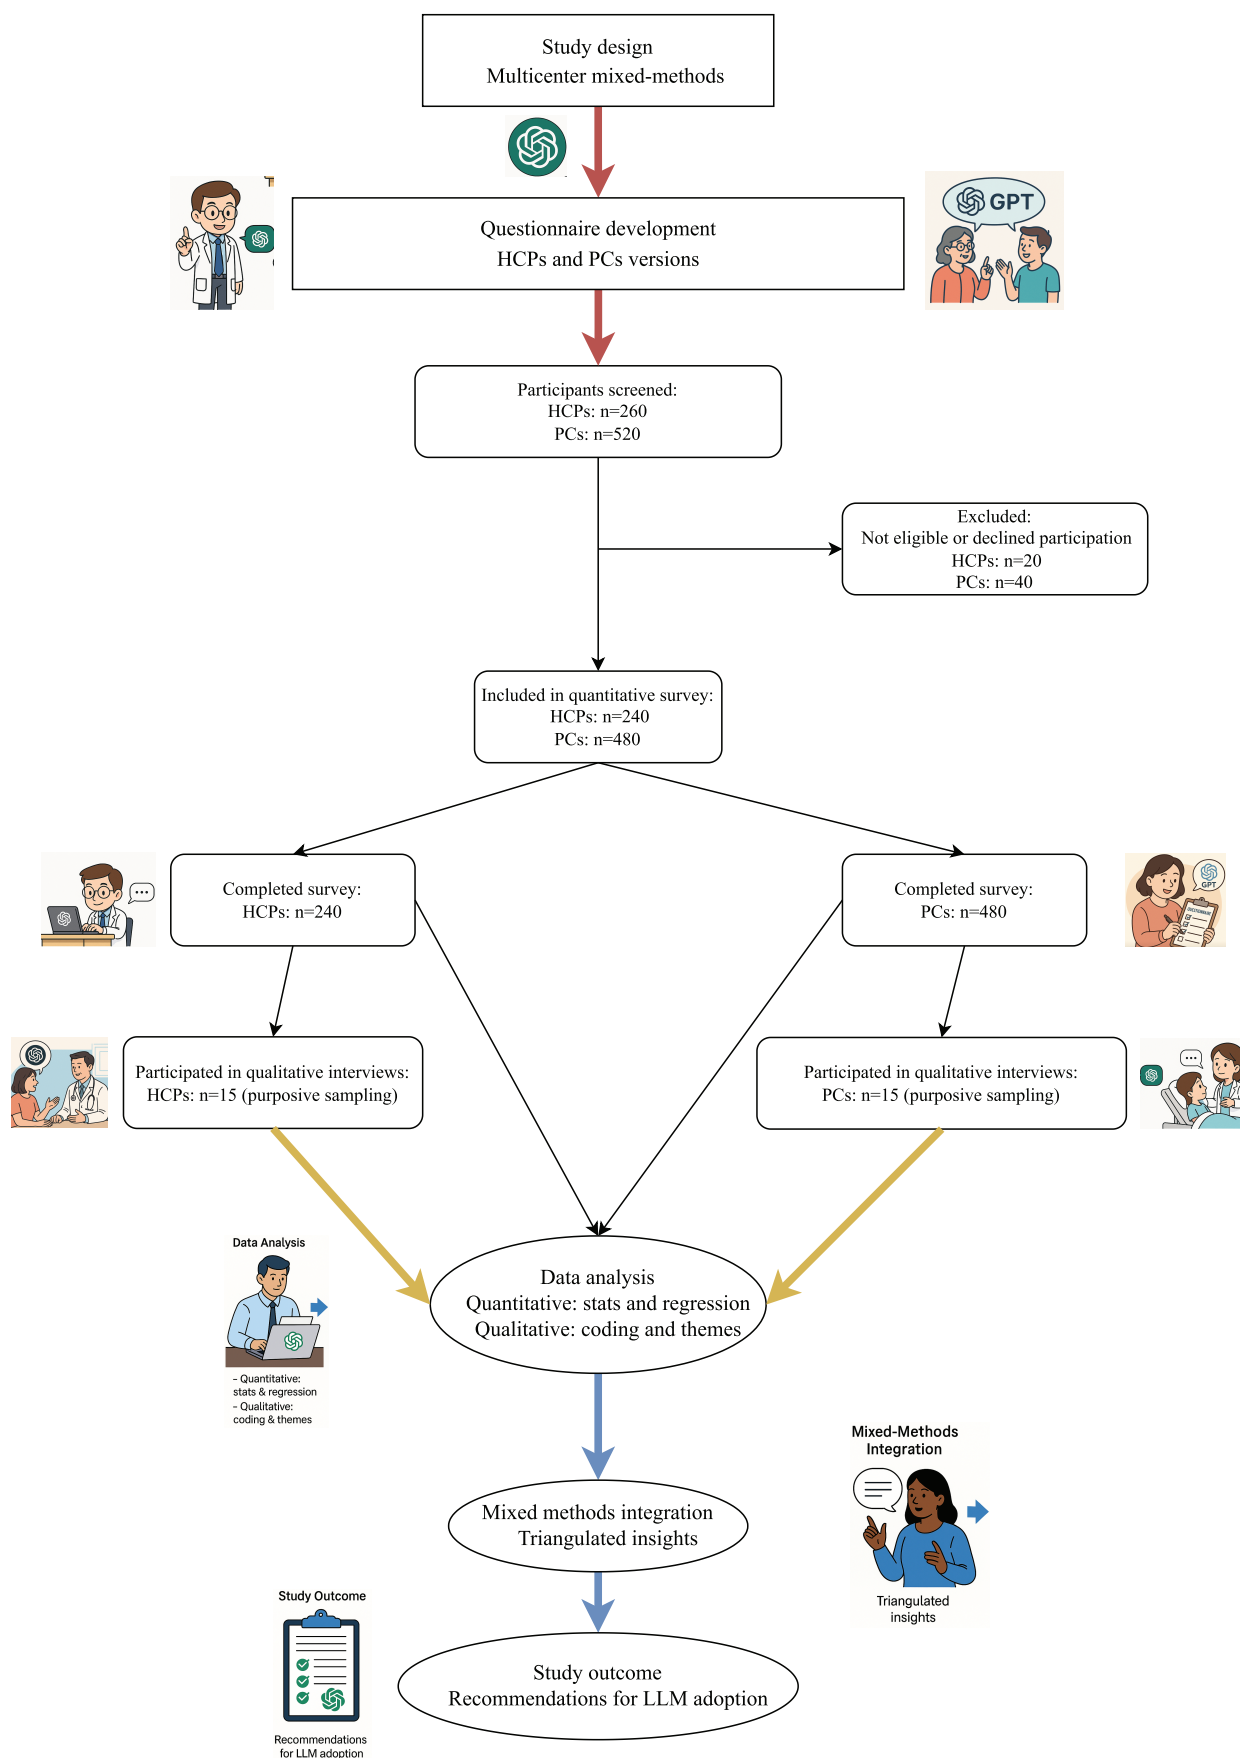 Study design
Multicenter mixed-methods
GPT
Questionnaire development
HCPs and PCs versions
Participants screened:
HCPs: n=260
PCs: n=520
Excluded:
Not eligible or declined participation
HCPs: n=20
PCs: n=40
Included in quantitative survey:
HCPs: n=240
PCs: n=480
Completed survey:
HCPs: n=240
Completed survey:
PCs: n=480
GPT
QUESTIONNAIRE
Participated in qualitative interviews:
HCPs: n=15 (purposive sampling)
Participated in qualitative interviews:
PCs: n=15 (purposive sampling)
Data Analysis
– Quantitative:
stats & regression
– Qualitative:
coding & themes
Data analysis
Quantitative: stats and regression
Qualitative: coding and themes
Mixed-Methods
Integration
Triangulated
insights
Mixed methods integration
Triangulated insights
Study Outcome
Recommendations
for LLM adoption
Study outcome
Recommendations for LLM adoption